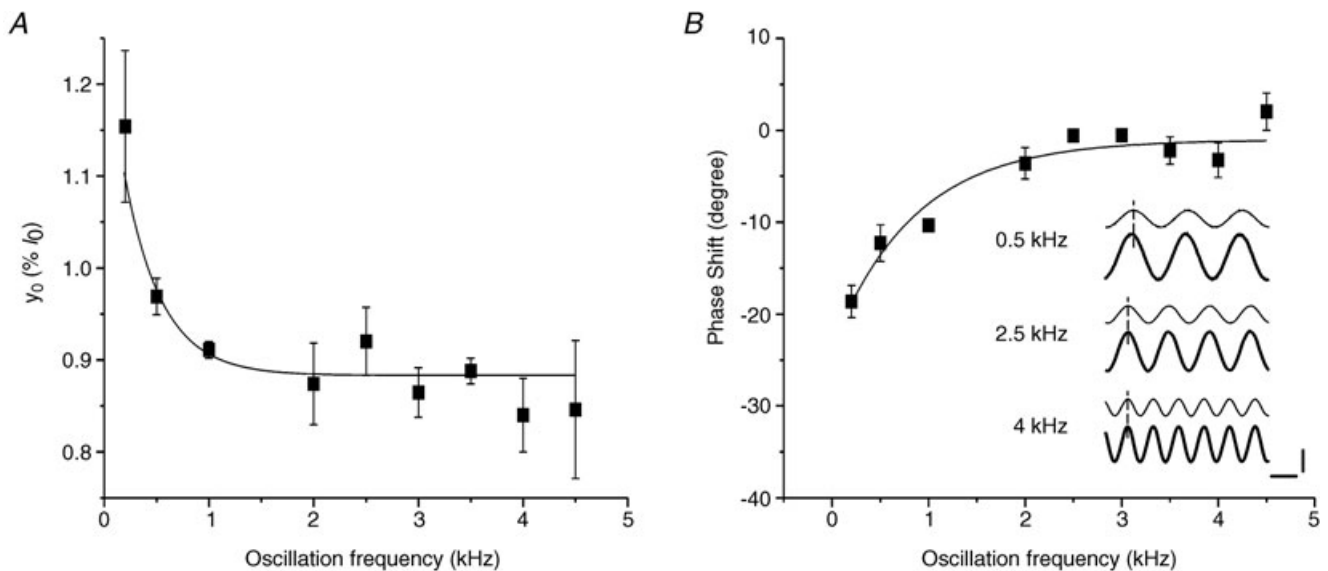 A
1.2
1.1
1.0
0.9
0.8
y0 (% l0)
0 1 2 3 4 5
Oscillation frequency (kHz)
B
10
0
-10
-20
-30
-40
Phase Shift (degree)
0.5 kHz
2.5 kHz
4 kHz
0 1 2 3 4 5
Oscillation frequency (kHz)